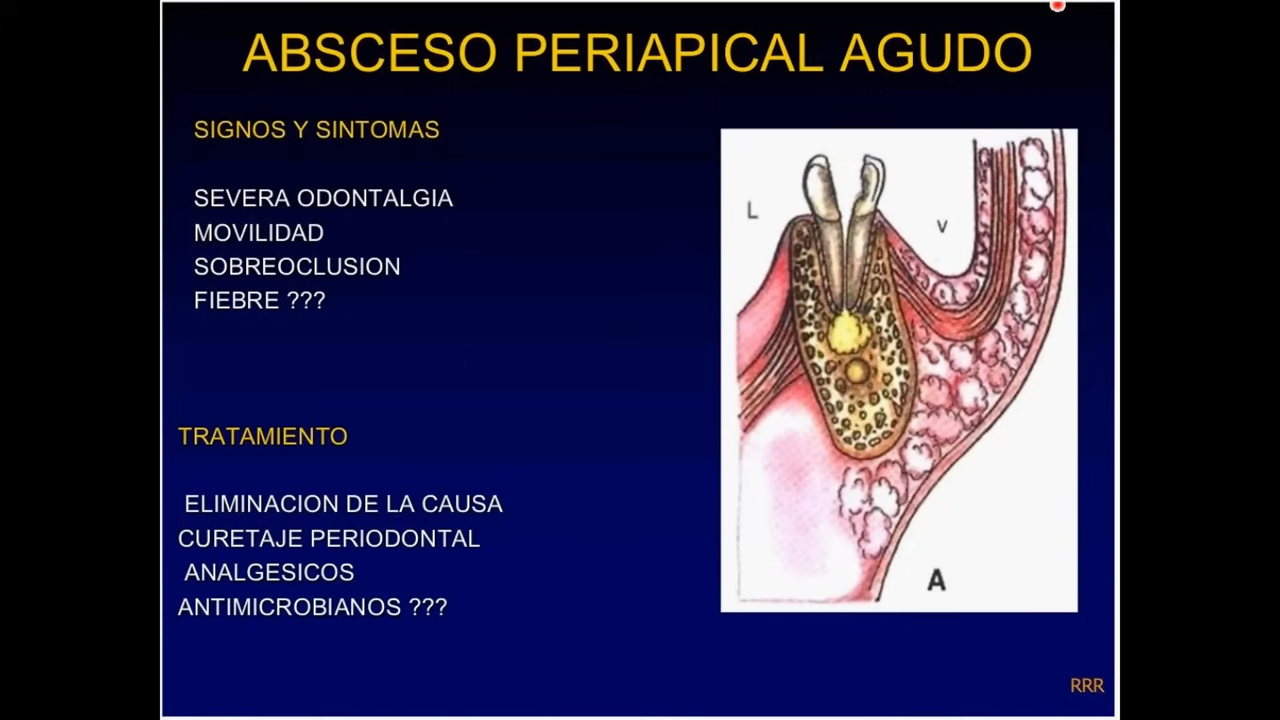 ABSCESO PERIAPICAL AGUDO
SIGNOS Y SINTOMAS
SEVERA ODONTALGIA
MOVILIDAD
SOBREOCLUSION
FIEBRE ???
TRATAMIENTO
ELIMINACION DE LA CAUSA
CURETAJE PERIODONTAL
ANALGESICOS
ANTIMICROBIANOS ???
L
V
A
RRR